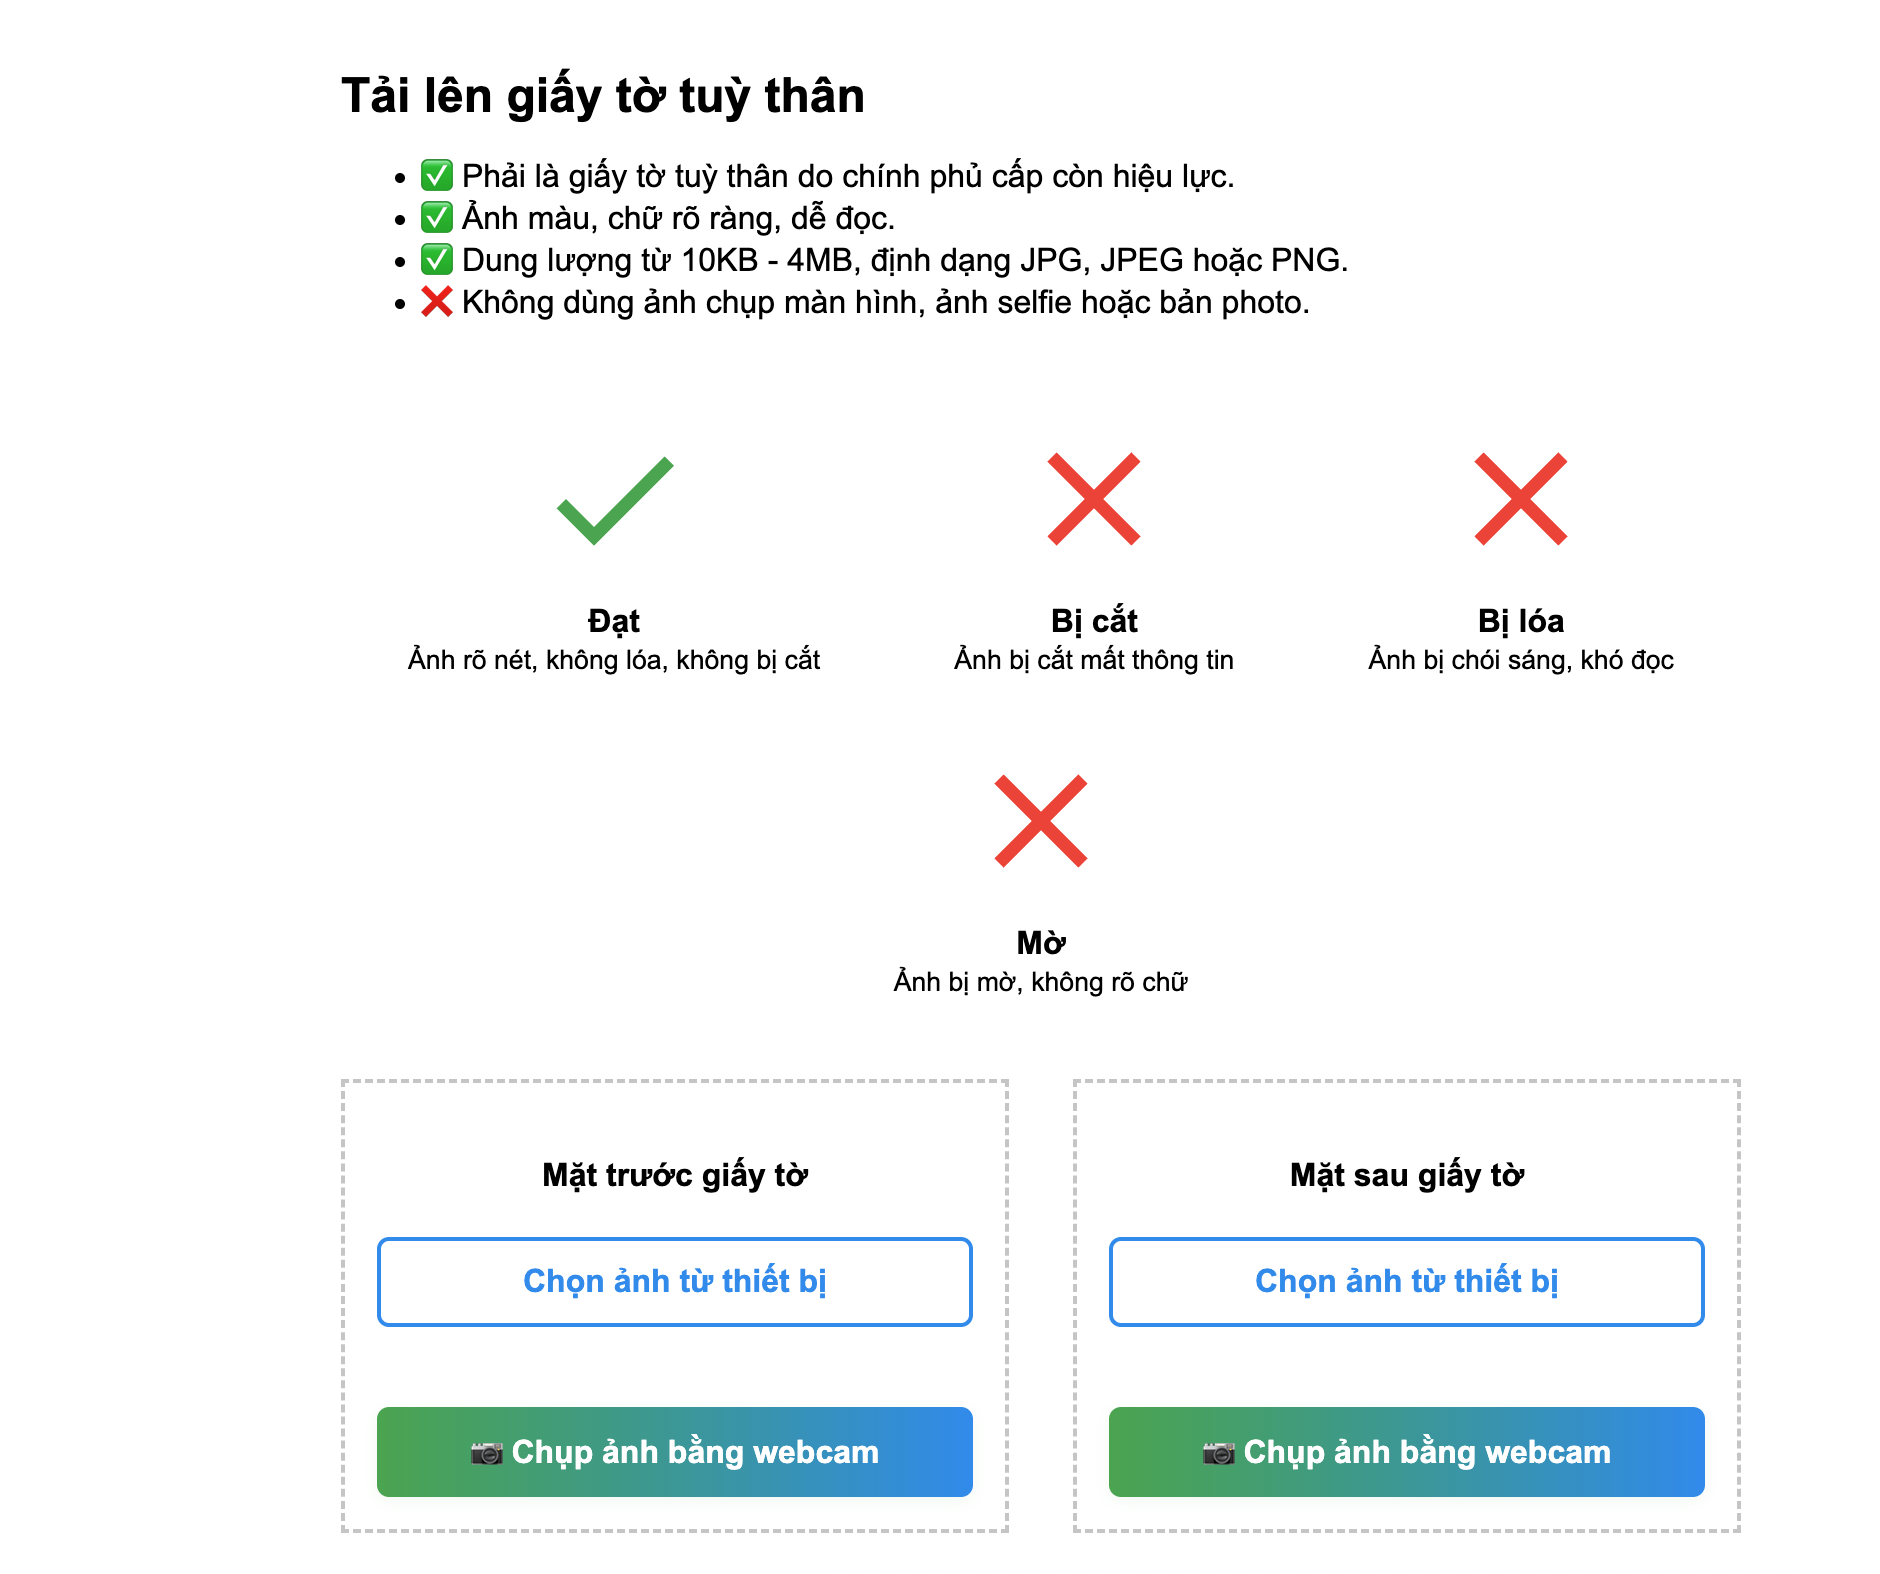 Tải lên giấy tờ tuỳ thân
✅ Phải là giấy tờ tuỳ thân do chính phủ cấp còn hiệu lực.
✅ Ảnh màu, chữ rõ ràng, dễ đọc.
✅ Dung lượng từ 10KB - 4MB, định dạng JPG, JPEG hoặc PNG.
❌ Không dùng ảnh chụp màn hình, ảnh selfie hoặc bản photo.
Đạt
Ảnh rõ nét, không lóa, không bị cắt
Bị cắt
Ảnh bị cắt mất thông tin
Bị lóa
Ảnh bị chói sáng, khó đọc
Mờ
Ảnh bị mờ, không rõ chữ
Mặt trước giấy tờ
Chọn ảnh từ thiết bị
📷 Chụp ảnh bằng webcam
Mặt sau giấy tờ
Chọn ảnh từ thiết bị
📷 Chụp ảnh bằng webcam